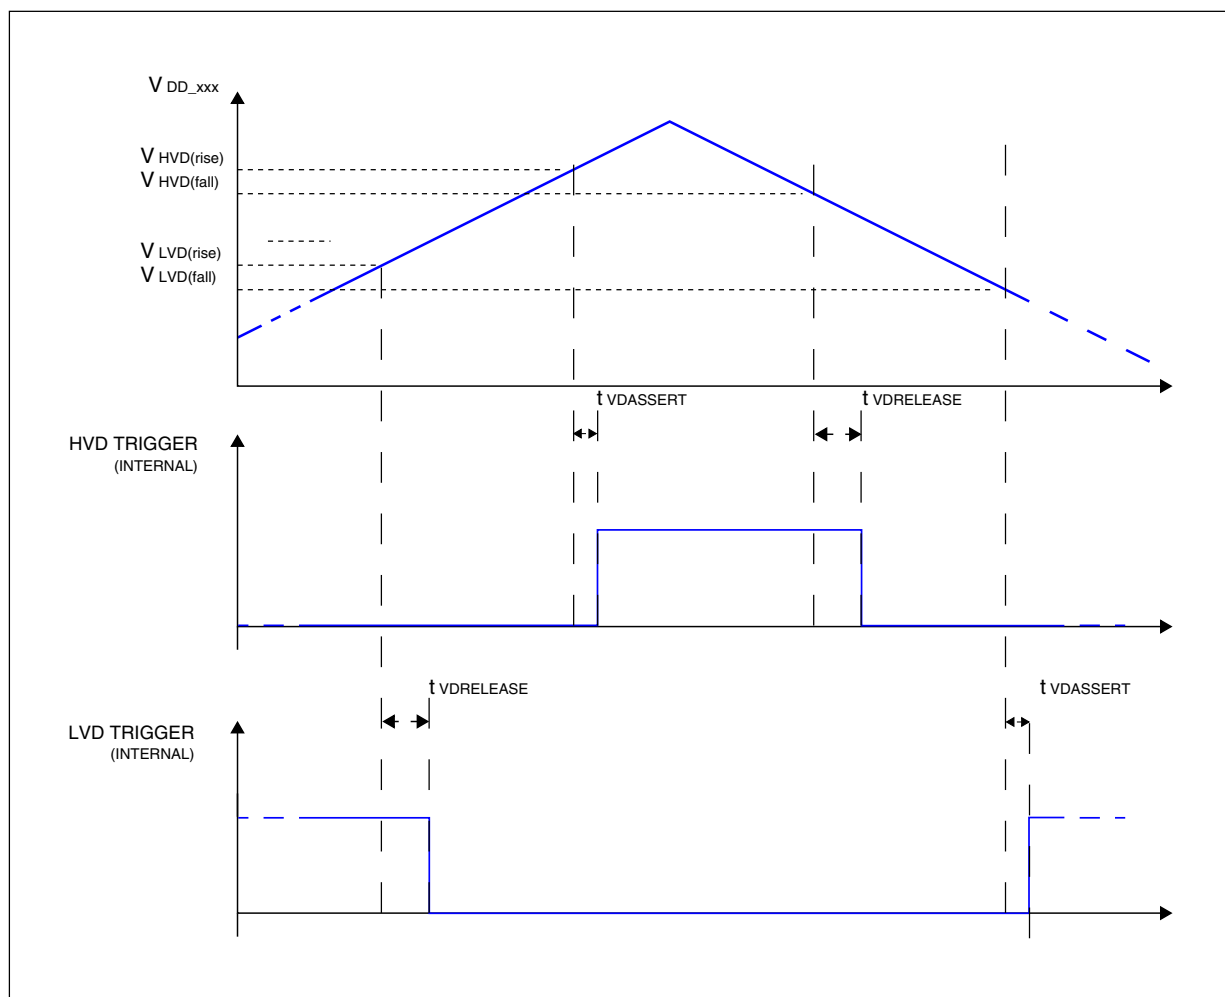 V DD_xxx
V HVD(rise)
V HVD(fall)
V LVD(rise)
V LVD(fall)
t VDASSERT
t VDRELEASE
HVD TRIGGER
(INTERNAL)
t VDRELEASE
t VDASSERT
LVD TRIGGER
(INTERNAL)